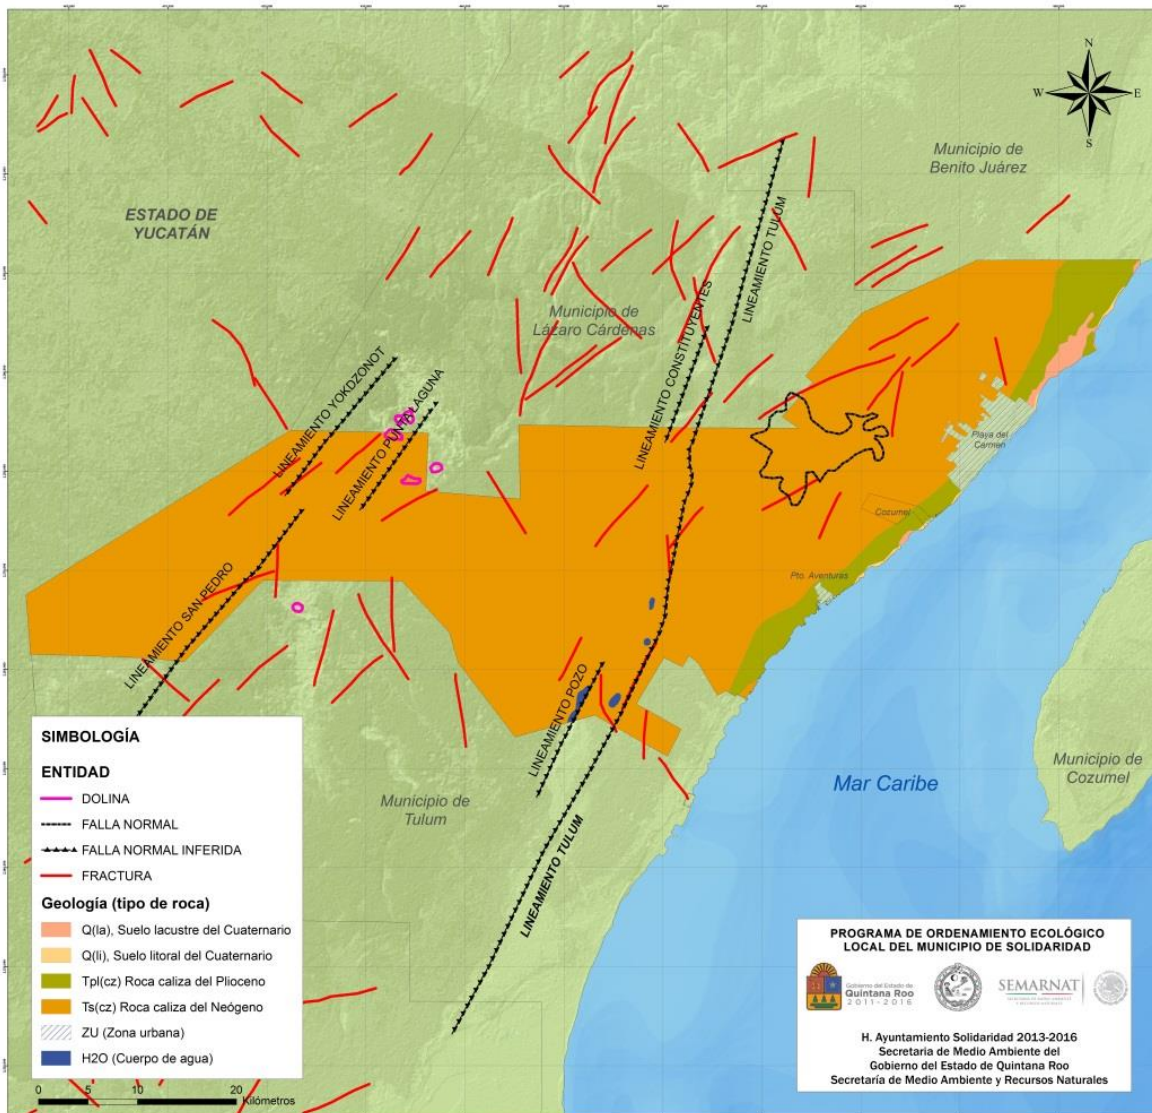 N
W
E
S
Municipio de
Benito Juárez
ESTADO DE
YUCATÁN
LINEAMIENTO TULUM
Municipio de
Lázaro Cárdenas
LINEAMIENTO CONSTITUYENTES
LINEAMIENTO YOKDZONOT
LINEAMIENTO PUNTA LAGUNA
Playa del
Carmen
Cozumel
Pto. Aventuras
LINEAMIENTO SAN PEDRO
LINEAMIENTO POZO
Municipio de
Cozumel
Mar Caribe
Municipio de
Tulum
LINEAMIENTO TULUM
SIMBOLOGÍA
ENTIDAD
DOLINA
FALLA NORMAL
FALLA NORMAL INFERIDA
FRACTURA
Geología (tipo de roca)
Q(la), Suelo lacustre del Cuaternario
Q(li), Suelo litoral del Cuaternario
Tpl(cz) Roca caliza del Plioceno
Ts(cz) Roca caliza del Neógeno
ZU (Zona urbana)
H2O (Cuerpo de agua)
0 5 10 20
Kilómetros
PROGRAMA DE ORDENAMIENTO ECOLÓGICO
LOCAL DEL MUNICIPIO DE SOLIDARIDAD
Gobierno del Estado de
Quintana Roo
2011-2016
SEMARNAT
H. Ayuntamiento Solidaridad 2013-2016
Secretaria de Medio Ambiente del
Gobierno del Estado de Quintana Roo
Secretaría de Medio Ambiente y Recursos Naturales